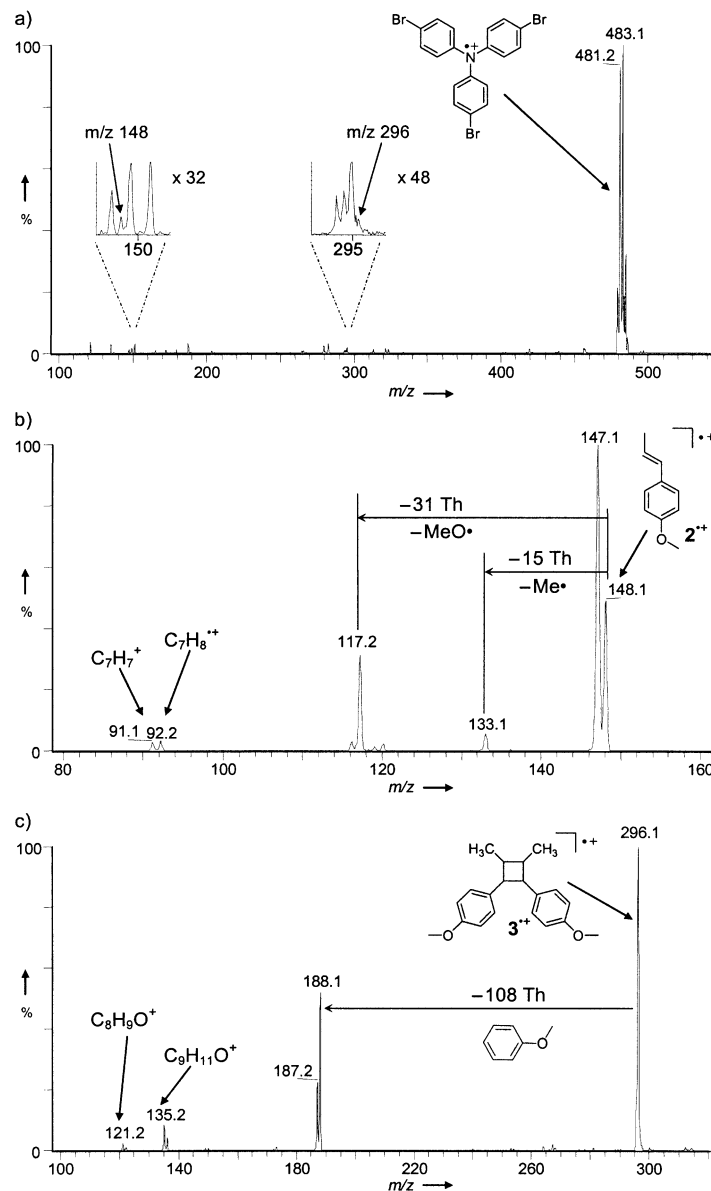 a)
Br
Br
N•+
Br
483.1
481.2
100
m/z 148
x 32
150
m/z 296
x 48
295
%
0
100
200
300
400
500
m/z
b)
100
147.1
•+
–31 Th
–MeO•
–15 Th
–Me•
O
2•+
148.1
%
117.2
C7H7+
C7H8•+
91.1
92.2
133.1
0
80
100
120
140
160
m/z
c)
100
296.1
•+
H3C
CH3
O
O
3•+
188.1
–108 Th
O
%
C8H9O+
C9H11O+
187.2
135.2
121.2
0
100
140
180
220
260
300
m/z